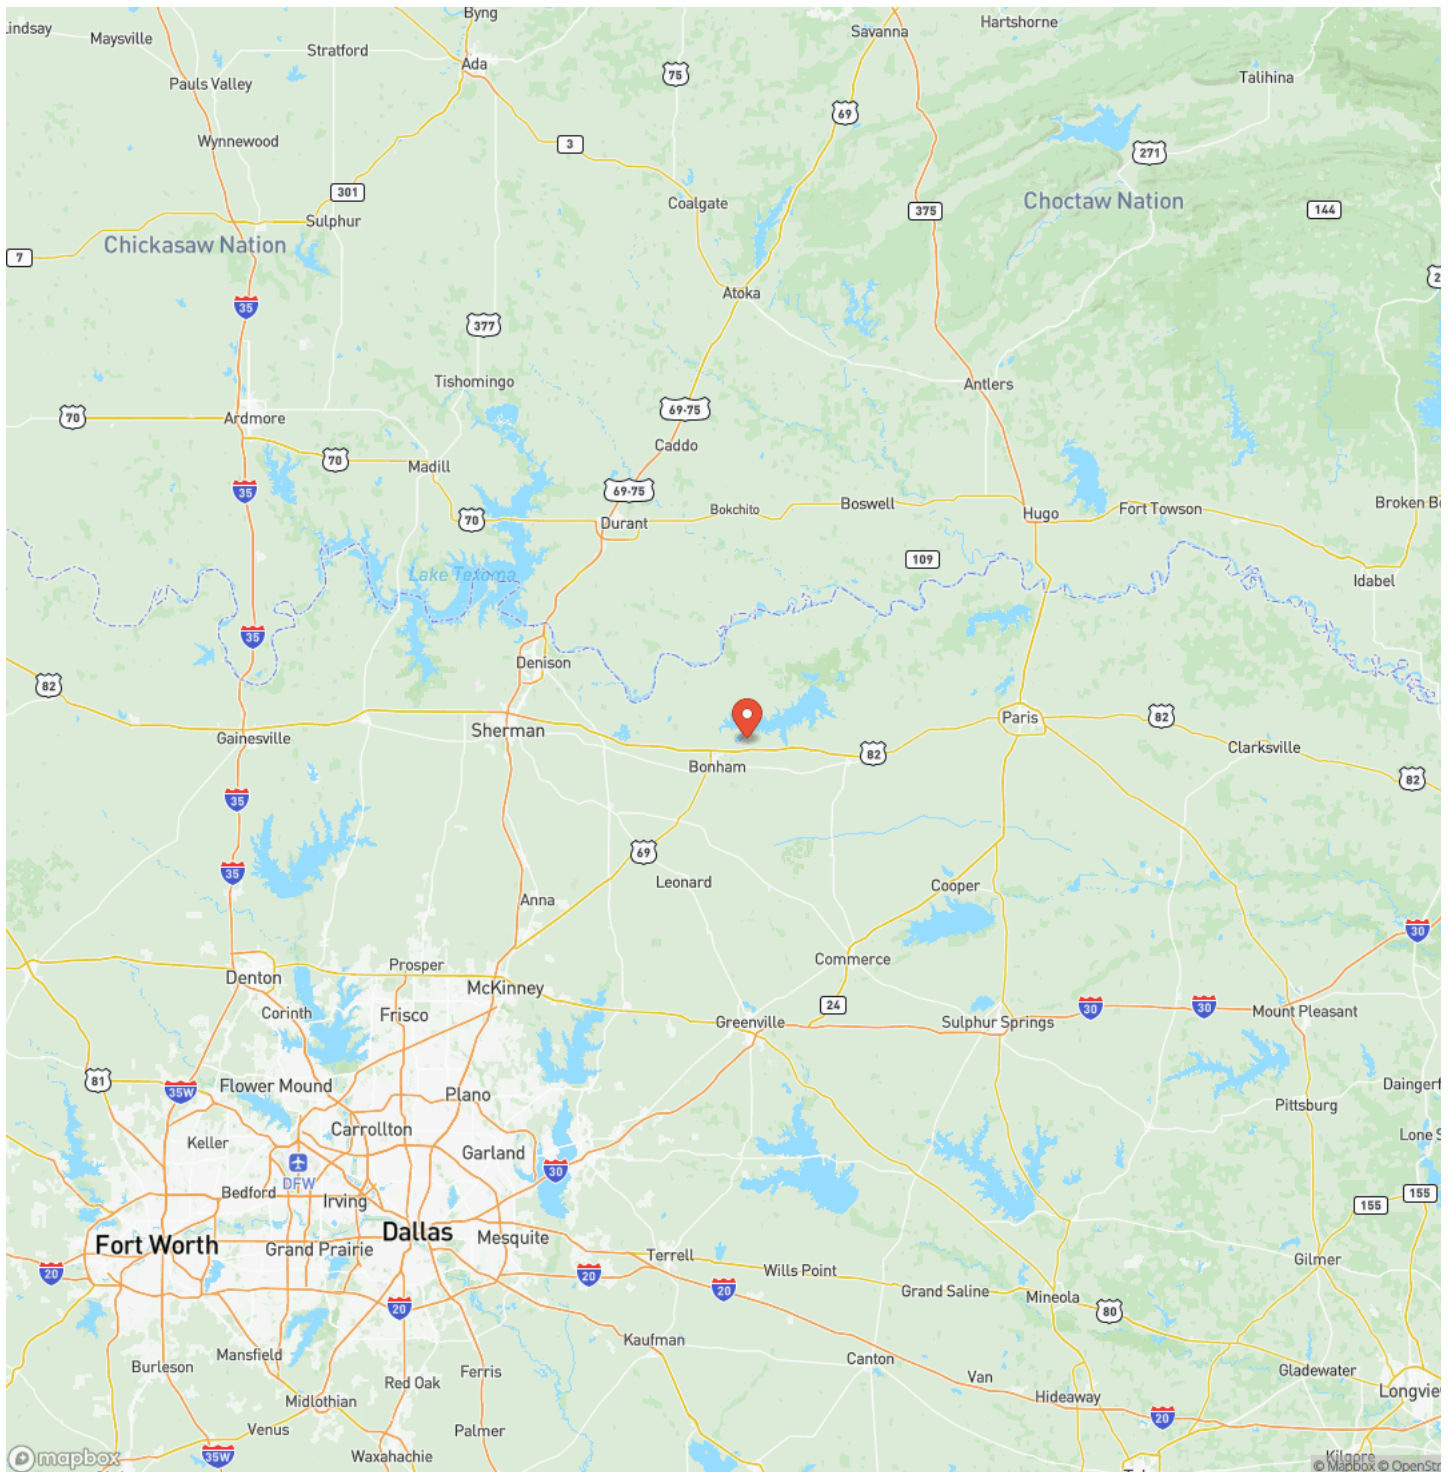 Byng
Hartshorne
Lindsay
Maysville
Stratford
Savanna
Ada
75
Talihina
Pauls Valley
69
Wynnewood
3
271
301
Coalgate
Choctaw Nation
375
144
Sulphur
Chickasaw Nation
7
Atoka
35
377
Tishomingo
Antlers
70
Ardmore
69-75
Caddo
70
Madill
35
69-75
Bokchito
Boswell
Hugo
Fort Towson
Broken B
70
Durant
109
Lake Texoma
Idabel
35
Denison
82
Sherman
Paris
82
Gainesville
Bonham
82
Clarksville
82
35
69
35
Leonard
Cooper
Anna
30
Denton
Prosper
Commerce
McKinney
Corinth
Frisco
24
30
30
Greenville
Sulphur Springs
Mount Pleasant
81
35W
Flower Mound
Plano
Daingerf
Pittsburg
Carrollton
Keller
Garland
Lone S
30
DFW
Bedford
Irving
155
155
Dallas
Fort Worth
Grand Prairie
Mesquite
Terrell
Gilmer
20
20
Wills Point
20
Grand Saline
Mineola
80
20
Kaufman
Mansfield
Burleson
Ferris
Canton
Gladewater
Red Oak
Van
Longview
Midlothian
Hideaway
Venus
Palmer
20
35W
Waxahachie
Kilgore
mapbox
© Mapbox © OpenStr